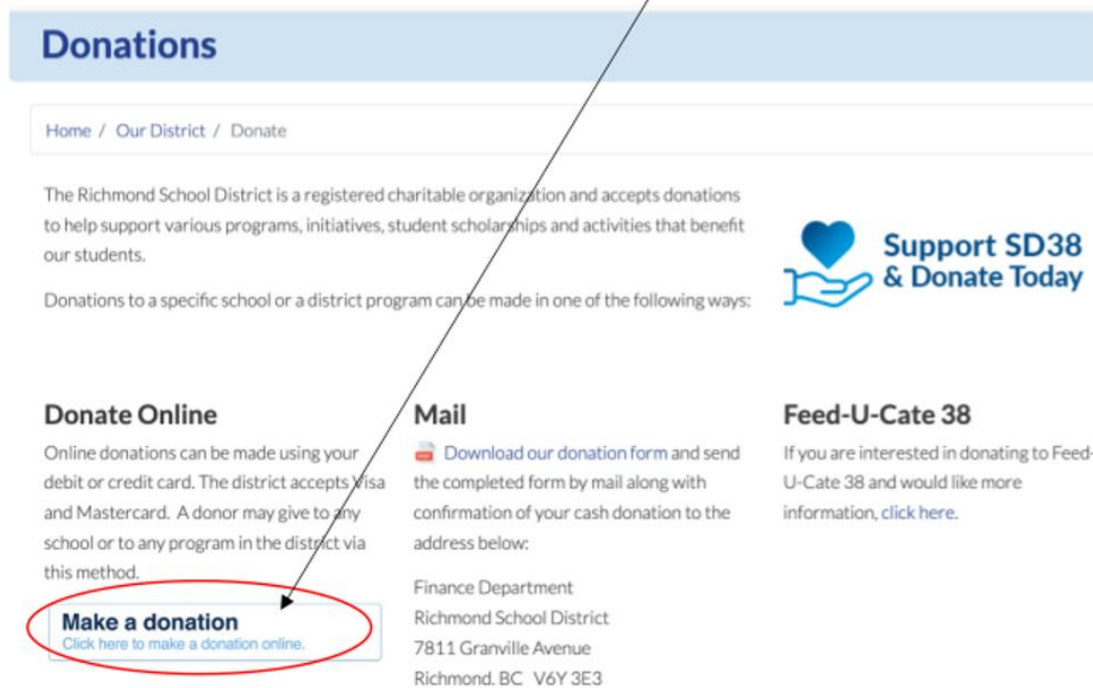 Donations
Home / Our District / Donate
The Richmond School District is a registered charitable organization and accepts donations
to help support various programs, initiatives, student scholarships and activities that benefit
our students.
Donations to a specific school or a district program can be made in one of the following ways:
Support SD38
& Donate Today
Donate Online
Online donations can be made using your
debit or credit card. The district accepts Visa
and Mastercard. A donor may give to any
school or to any program in the district via
this method.
Make a donation
Click here to make a donation online.
Mail
Download our donation form and send
the completed form by mail along with
confirmation of your cash donation to the
address below:
Finance Department
Richmond School District
7811 Granville Avenue
Richmond, BC V6Y 3E3
Feed-U-Cate 38
If you are interested in donating to Feed-
U-Cate 38 and would like more
information, click here.